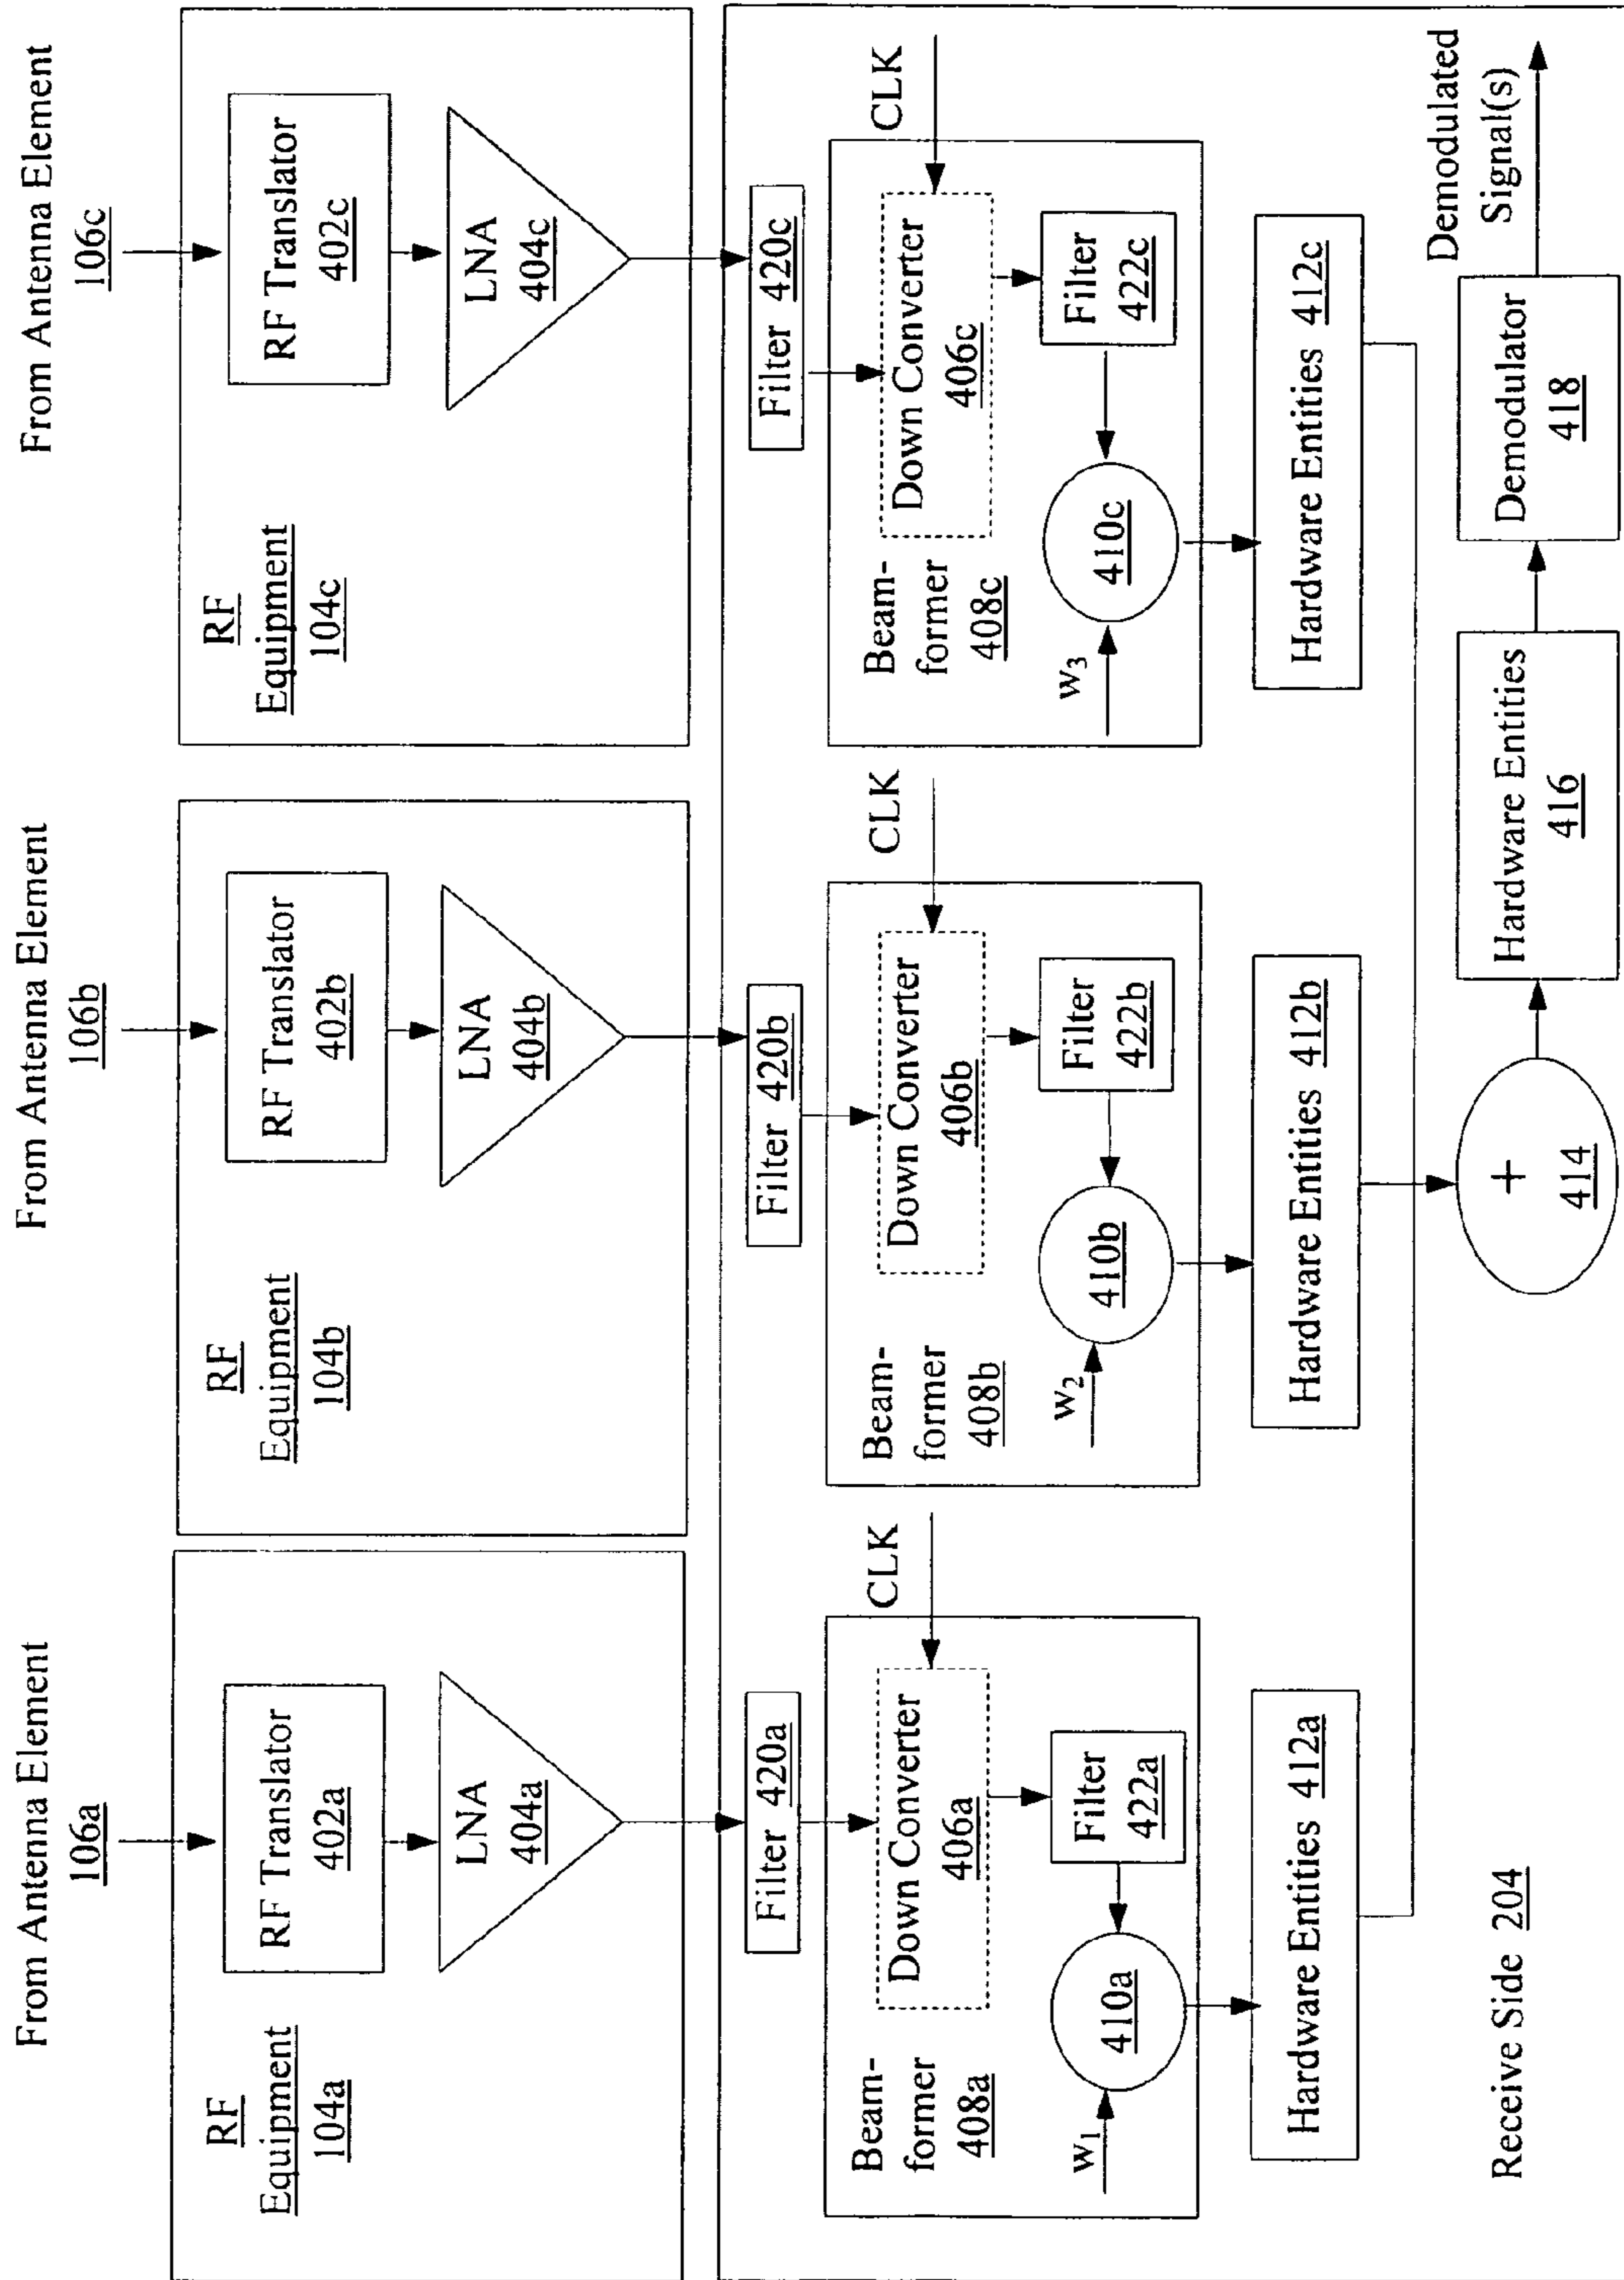 From Antenna Element
106a
RF Translator
402a
LNA
404a
RF
Equipment
104a
Filter 420a
CLK
Down Converter
406a
Filter
422a
Beam-
former
408a
410a
w1
Hardware Entities 412a
From Antenna Element
106b
RF Translator
402b
LNA
404b
RF
Equipment
104b
Filter 420b
CLK
Down Converter
406b
Filter
422b
Beam-
former
408b
410b
w2
Hardware Entities 412b
From Antenna Element
106c
RF Translator
402c
LNA
404c
RF
Equipment
104c
Filter 420c
CLK
Down Converter
406c
Filter
422c
Beam-
former
408c
410c
w3
Hardware Entities 412c
Receive Side 204
+
414
Hardware Entities
416
Demodulator
418
Demodulated
Signal(s)